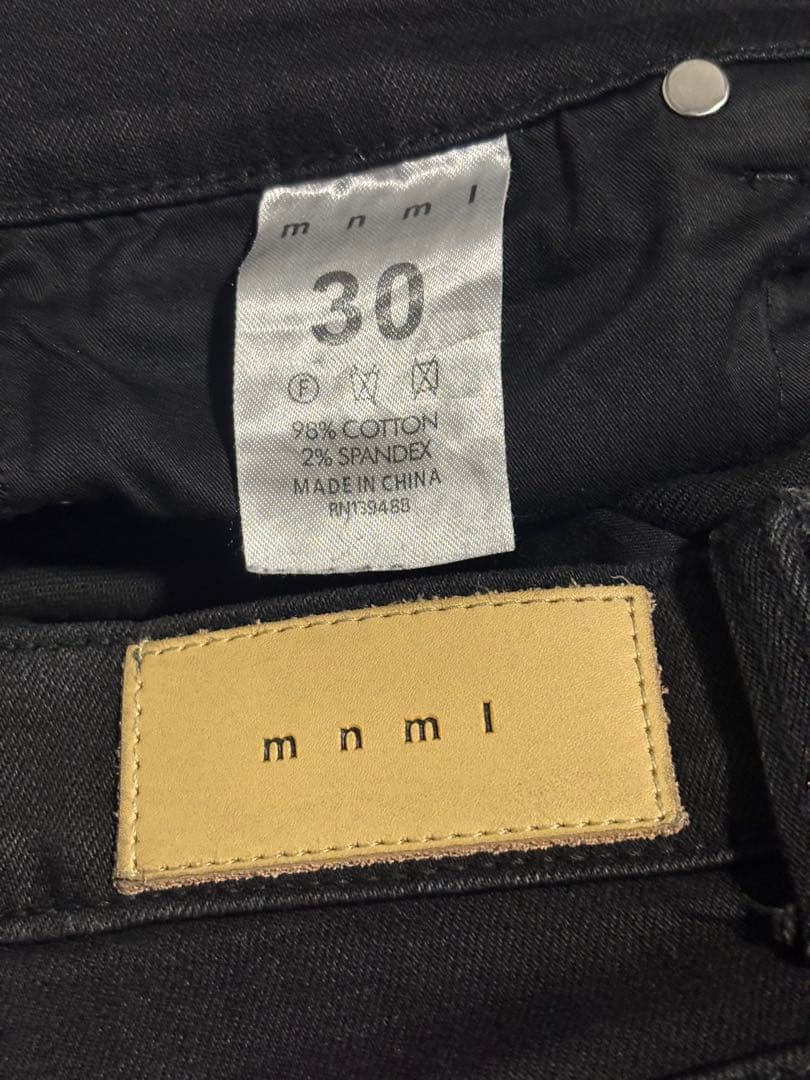 m n m l
30
F
98% COTTON
2% SPANDEX
MADE IN CHINA
RN139488
m n m l